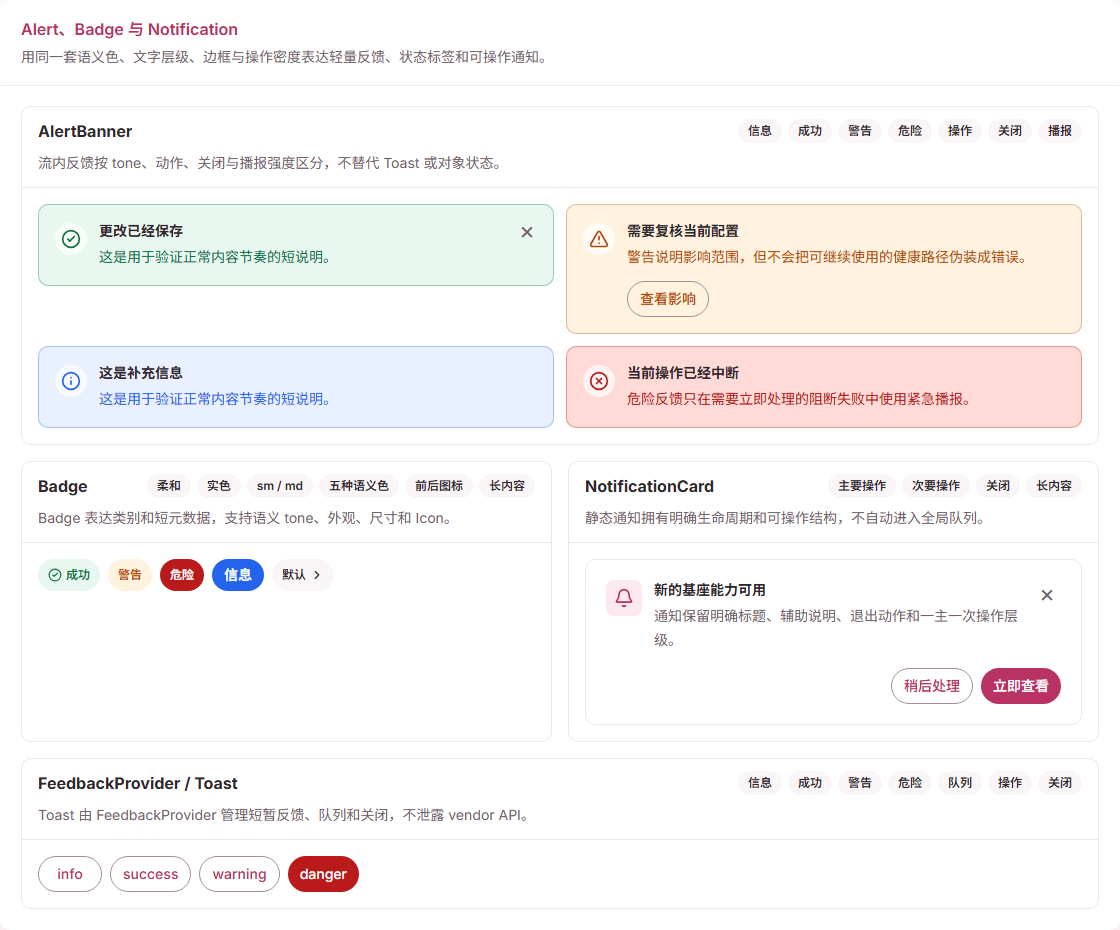 Alert、Badge 与 Notification
用同一套语义色、文字层级、边框与操作密度表达轻量反馈、状态标签和可操作通知。
AlertBanner
信息 成功 警告 危险 操作 关闭 播报
流内反馈按 tone、动作、关闭与播报强度区分，不替代 Toast 或对象状态。
更改已经保存
这是用于验证正常内容节奏的短说明。
需要复核当前配置
警告说明影响范围，但不会把可继续使用的健康路径伪装成错误。
查看影响
这是补充信息
这是用于验证正常内容节奏的短说明。
当前操作已经中断
危险反馈只在需要立即处理的阻断失败中使用紧急播报。
Badge
柔和 实色 sm / md 五种语义色 前后图标 长内容
Badge 表达类别和短元数据，支持语义 tone、外观、尺寸和 Icon。
成功 警告 危险 信息 默认
NotificationCard
主要操作 次要操作 关闭 长内容
静态通知拥有明确生命周期和可操作结构，不自动进入全局队列。
新的基座能力可用
通知保留明确标题、辅助说明、退出动作和一主一次操作层
级。
稍后处理 立即查看
FeedbackProvider / Toast
信息 成功 警告 危险 队列 操作 关闭
Toast 由 FeedbackProvider 管理短暂反馈、队列和关闭，不泄露 vendor API。
info success warning danger